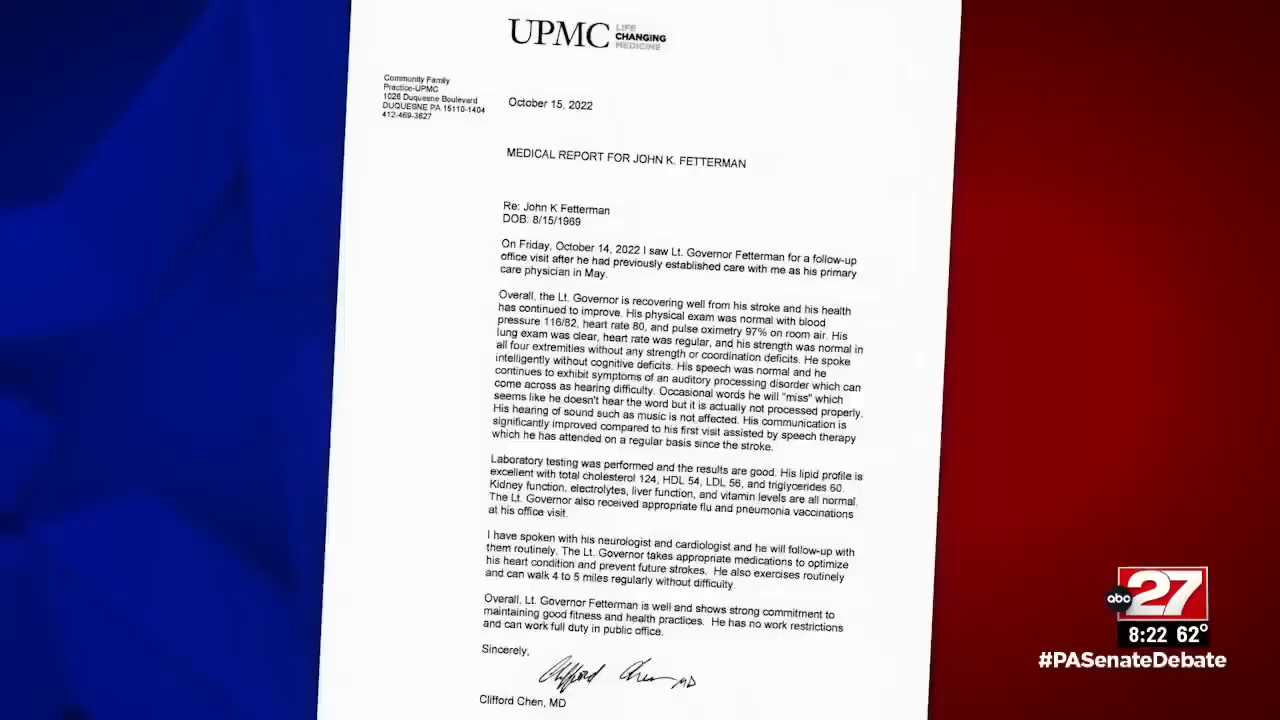 UPMC LIFE
CHANGING
MEDICINE
Community Family
Practice-UPMC
1026 Duquesne Boulevard
DUQUESNE PA 15110-1404
412-469-3627
October 15, 2022
MEDICAL REPORT FOR JOHN K. FETTERMAN
Re: John K Fetterman
DOB: 8/15/1969
On Friday, October 14, 2022 I saw Lt. Governor Fetterman for a follow-up
office visit after he had previously established care with me as his primary
care physician in May.
Overall, the Lt. Governor is recovering well from his stroke and his health
has continued to improve. His physical exam was normal with blood
pressure 116/82, heart rate 80, and pulse oximetry 97% on room air. His
lung exam was clear, heart rate was regular, and his strength was normal in
all four extremities without any strength or coordination deficits. He spoke
intelligently without cognitive deficits. His speech was normal and he
continues to exhibit symptoms of an auditory processing disorder which can
come across as hearing difficulty. Occasional words he will "miss" which
seems like he doesn't hear the word but it is actually not processed properly.
His hearing of sound such as music is not affected. His communication is
significantly improved compared to his first visit assisted by speech therapy
which he has attended on a regular basis since the stroke.
Laboratory testing was performed and the results are good. His lipid profile is
excellent with total cholesterol 124, HDL 54, LDL 56, and triglycerides 60.
Kidney function, electrolytes, liver function, and vitamin levels are all normal.
The Lt. Governor also received appropriate flu and pneumonia vaccinations
at his office visit.
I have spoken with his neurologist and cardiologist and he will follow-up with
them routinely. The Lt. Governor takes appropriate medications to optimize
his heart condition and prevent future strokes. He also exercises routinely
and can walk 4 to 5 miles regularly without difficulty.
Overall, Lt. Governor Fetterman is well and shows strong commitment to
maintaining good fitness and health practices. He has no work restrictions
and can work full duty in public office.
Sincerely,
Clifford Chen MD
Clifford Chen, MD
abc 27
8:22 62°
#PASenateDebate